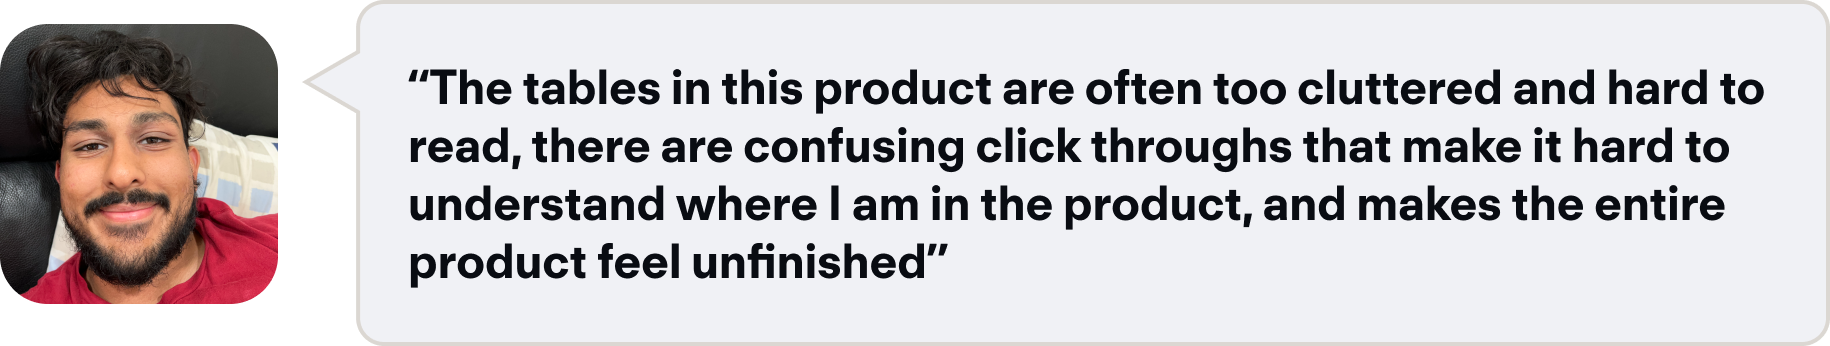 “The tables in this product are often too cluttered and hard to
read, there are confusing click throughs that make it hard to
understand where I am in the product, and makes the entire
product feel unfinished”